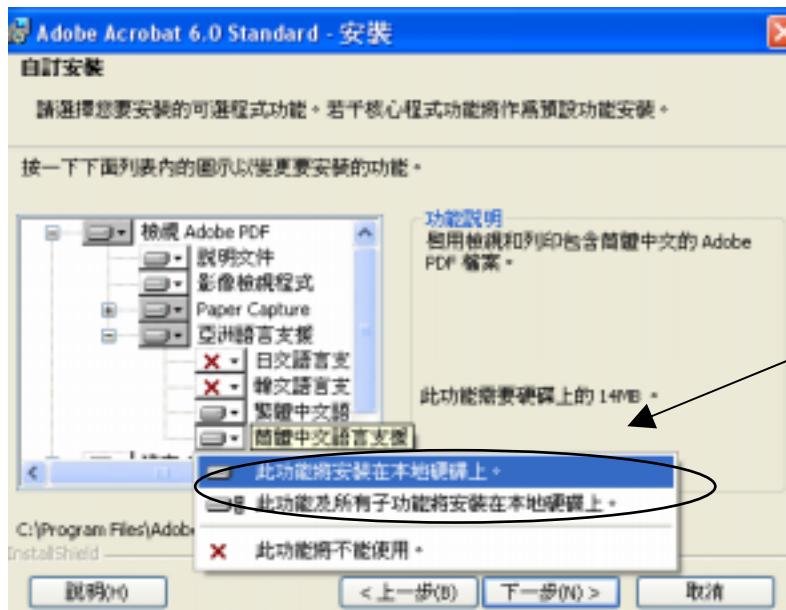 Adobe Acrobat 6.0 Standard - 安裝
自訂安裝
請選擇您要安裝的可選程式功能。若干核心程式功能將作爲預設功能安裝。
按一下下面列表內的圖示以變更要安裝的功能。
檢視 Adobe PDF
説明文件
影像檢視程式
Paper Capture
亞洲語言支援
日文語言支
韓文語言支
繁體中文語
簡體中文語言支援
功能説明
啓用檢視和列印包含簡體中文的 Adobe
PDF 檔案。
此功能需要硬碟上的 14MB 。
此功能將安裝在本地硬碟上。
此功能及所有子功能將安裝在本地硬碟上。
此功能將不能使用。
C:\Program Files\Adob
InstallShield
説明(H)
< 上一步(B)
下一步(N) >
取消